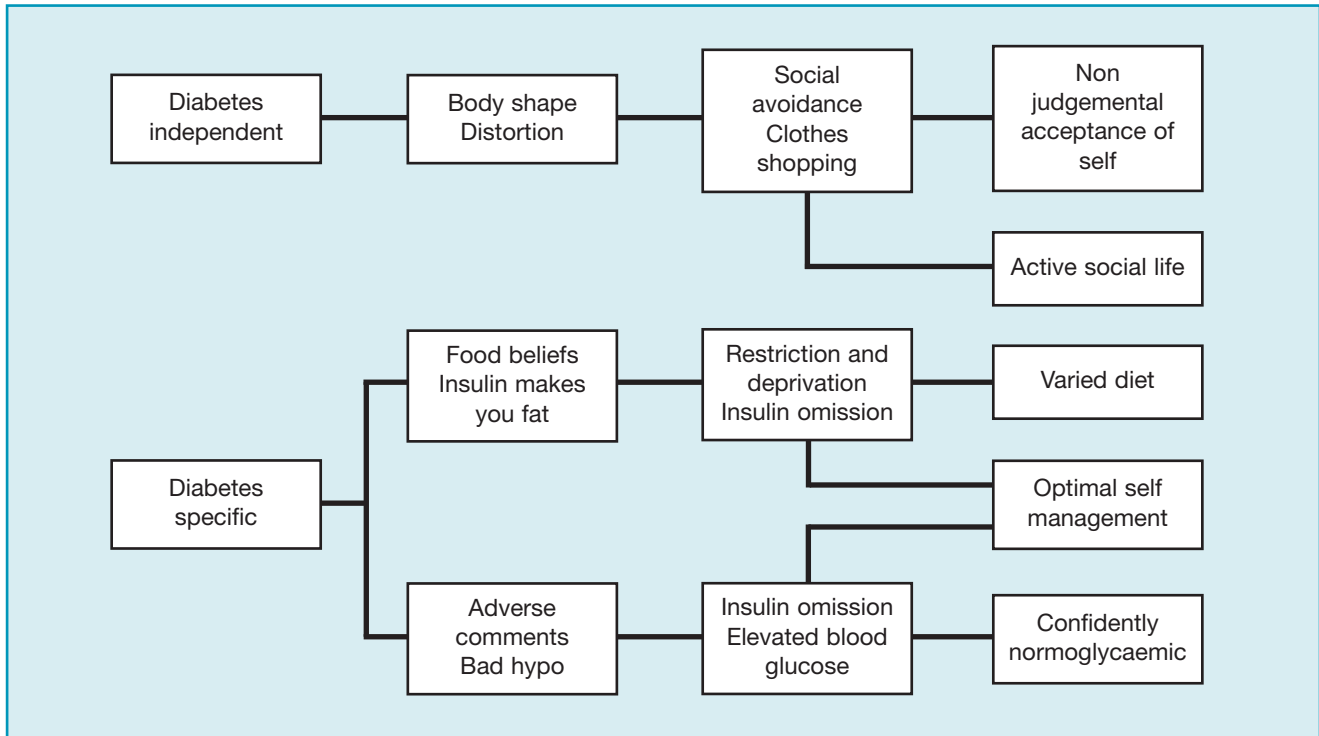 Diabetes
independent
Body shape
Distortion
Social
avoidance
Clothes
shopping
Non
judgemental
acceptance of
self
Active social life
Food beliefs
Insulin makes
you fat
Restriction and
deprivation
Insulin omission
Varied diet
Diabetes
specific
Optimal self
management
Adverse
comments
Bad hypo
Insulin omission
Elevated blood
glucose
Confidently
normoglycaemic